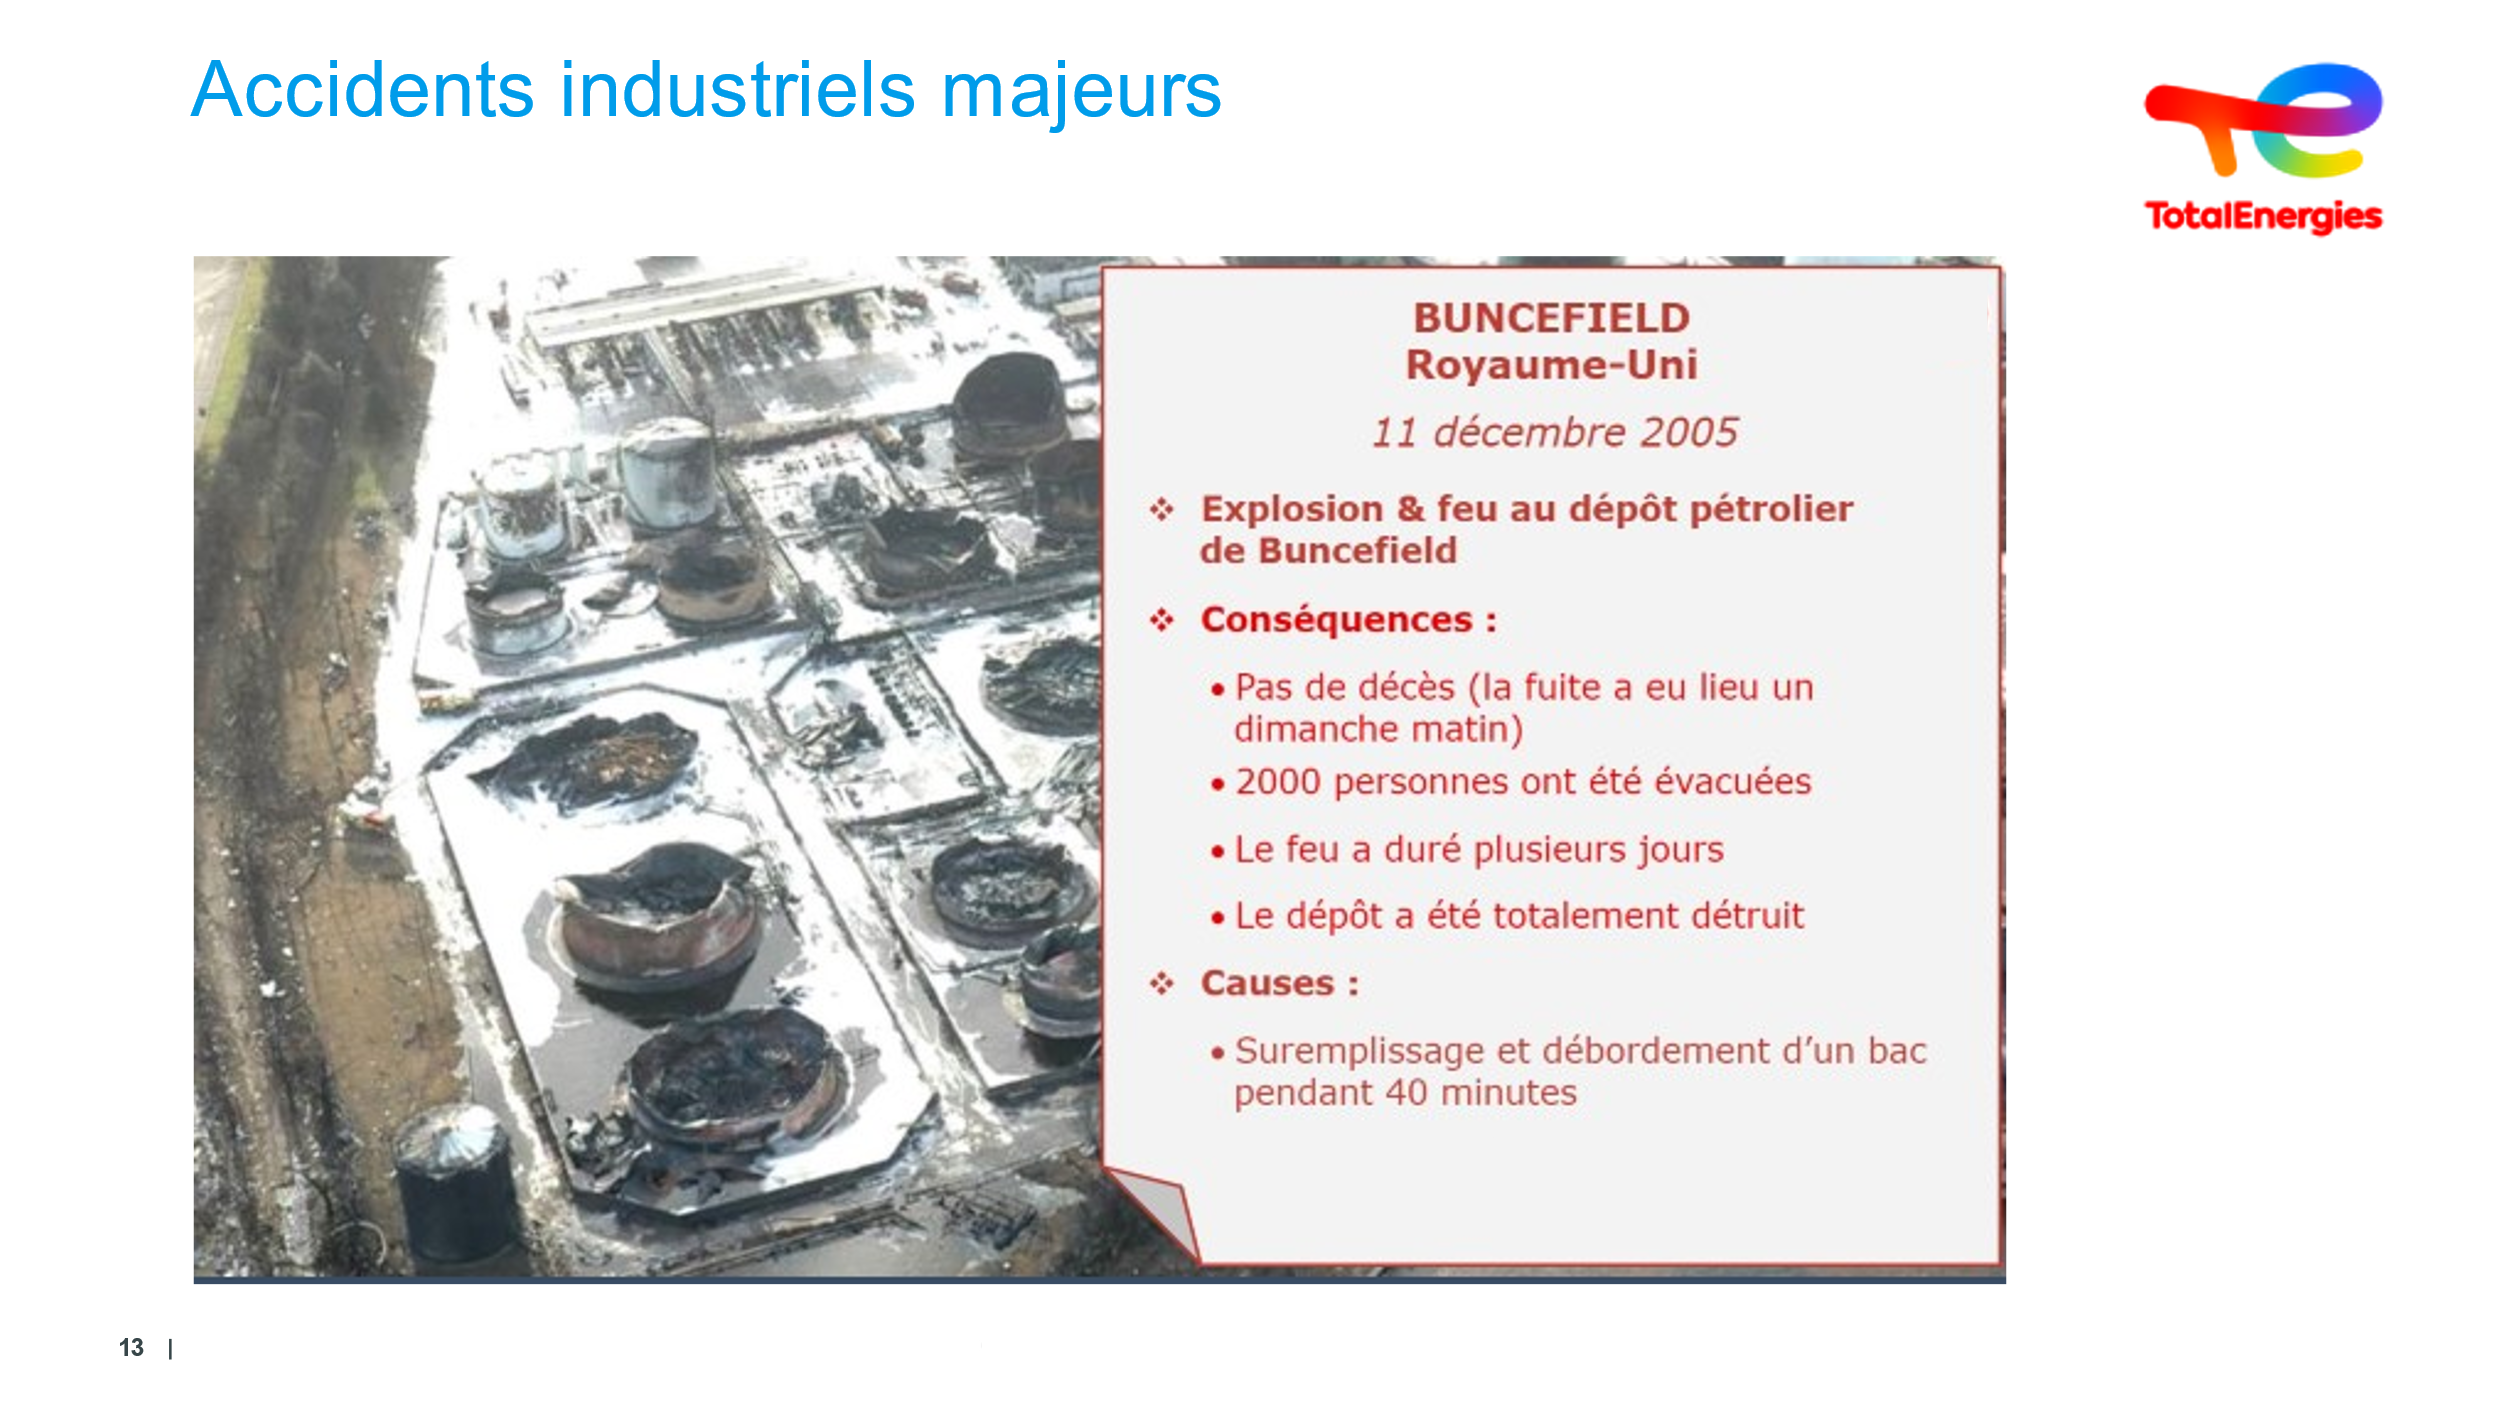 Accidents industriels majeurs
TotalEnergies
BUNCEFIELD
Royaume-Uni
11 décembre 2005
❖ Explosion & feu au dépôt pétrolier
de Buncefield
❖ Conséquences :
• Pas de décès (la fuite a eu lieu un
dimanche matin)
• 2000 personnes ont été évacuées
• Le feu a duré plusieurs jours
• Le dépôt a été totalement détruit
❖ Causes :
• Suremplissage et débordement d’un bac
pendant 40 minutes
13 |